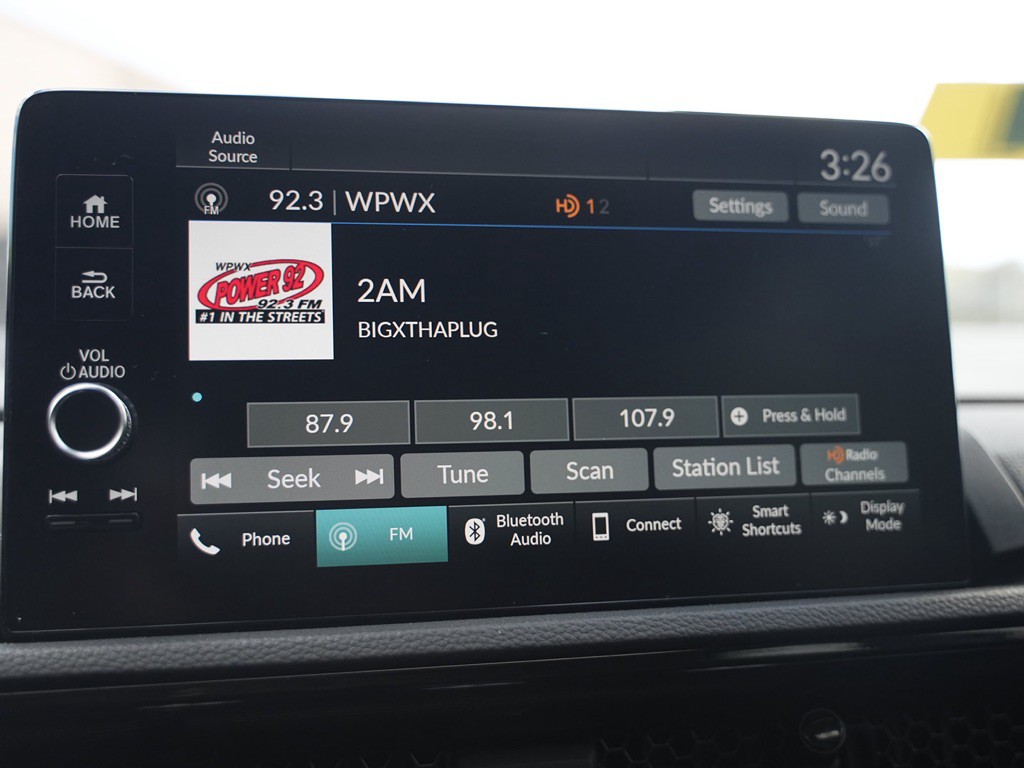 Audio
Source
3:26
FM
92.3 | WPWX
HD 1 2
Settings
Sound
HOME
BACK
VOL
AUDIO
WPWX
POWER 92
92.3 FM
#1 IN THE STREETS
2AM
BIGXTHAPLUG
87.9
98.1
107.9
Press & Hold
Seek
Tune
Scan
Station List
HD Radio
Channels
Phone
FM
Bluetooth
Audio
Connect
Smart
Shortcuts
Display
Mode